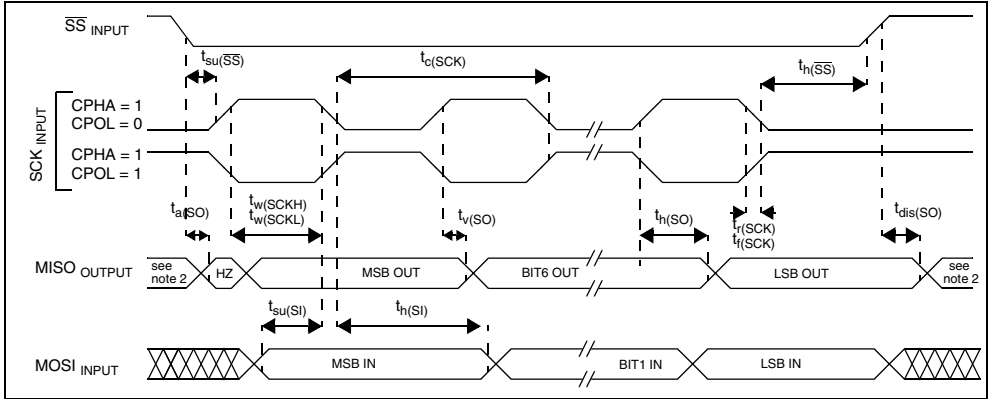 SS INPUT
tsu(SS)
tc(SCK)
th(SS)
SCK INPUT
CPHA = 1
CPOL = 0
CPHA = 1
CPOL = 1
ta(SO)
tw(SCKH)
tw(SCKL)
tv(SO)
th(SO)
tr(SCK)
tf(SCK)
tdis(SO)
MISO OUTPUT
see
note 2
HZ
MSB OUT
BIT6 OUT
LSB OUT
see
note 2
tsu(SI)
th(SI)
MOSI INPUT
MSB IN
BIT1 IN
LSB IN